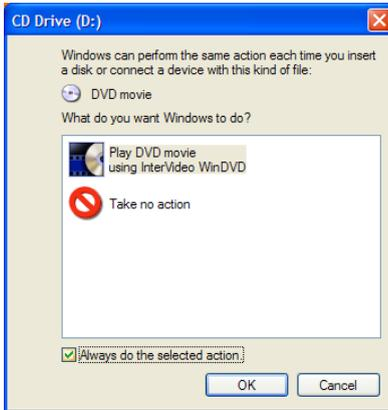 CD Drive (D:)
Windows can perform the same action each time you insert
a disk or connect a device with this kind of file:
DVD movie
What do you want Windows to do?
Play DVD movie
using InterVideo WinDVD
Take no action
Always do the selected action.
OK
Cancel